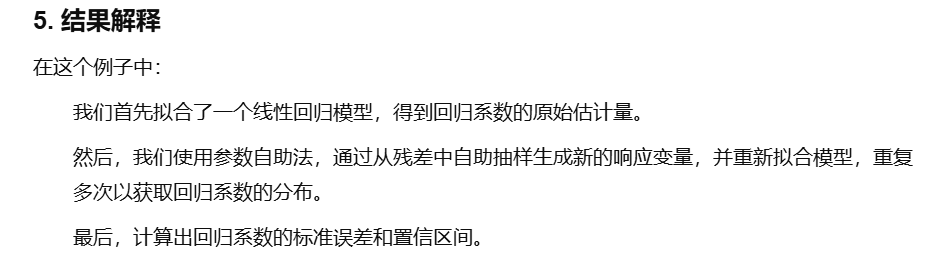 5. 结果解释
在这个例子中：
我们首先拟合了一个线性回归模型，得到回归系数的原始估计量。
然后，我们使用参数自助法，通过从残差中自助抽样生成新的响应变量，并重新拟合模型，重复
多次以获取回归系数的分布。
最后，计算出回归系数的标准误差和置信区间。